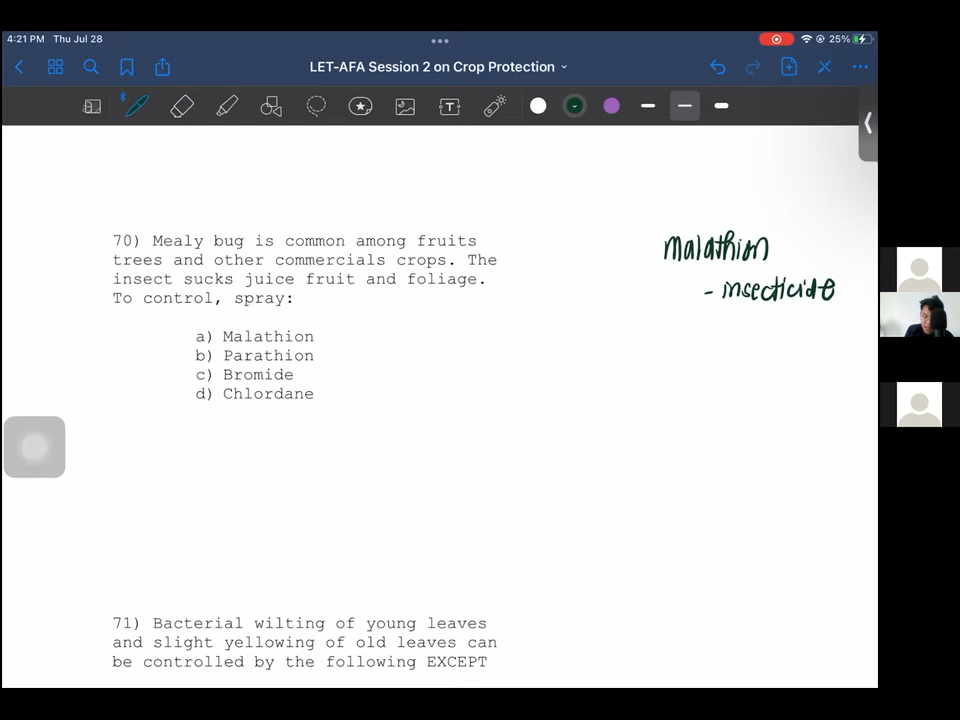 4:21 PM Thu Jul 28
25%
LET-AFA Session 2 on Crop Protection
70) Mealy bug is common among fruits
trees and other commercials crops. The
insect sucks juice fruit and foliage.
To control, spray:
a) Malathion
b) Parathion
c) Bromide
d) Chlordane
malathion
- insecticide
71) Bacterial wilting of young leaves
and slight yellowing of old leaves can
be controlled by the following EXCEPT